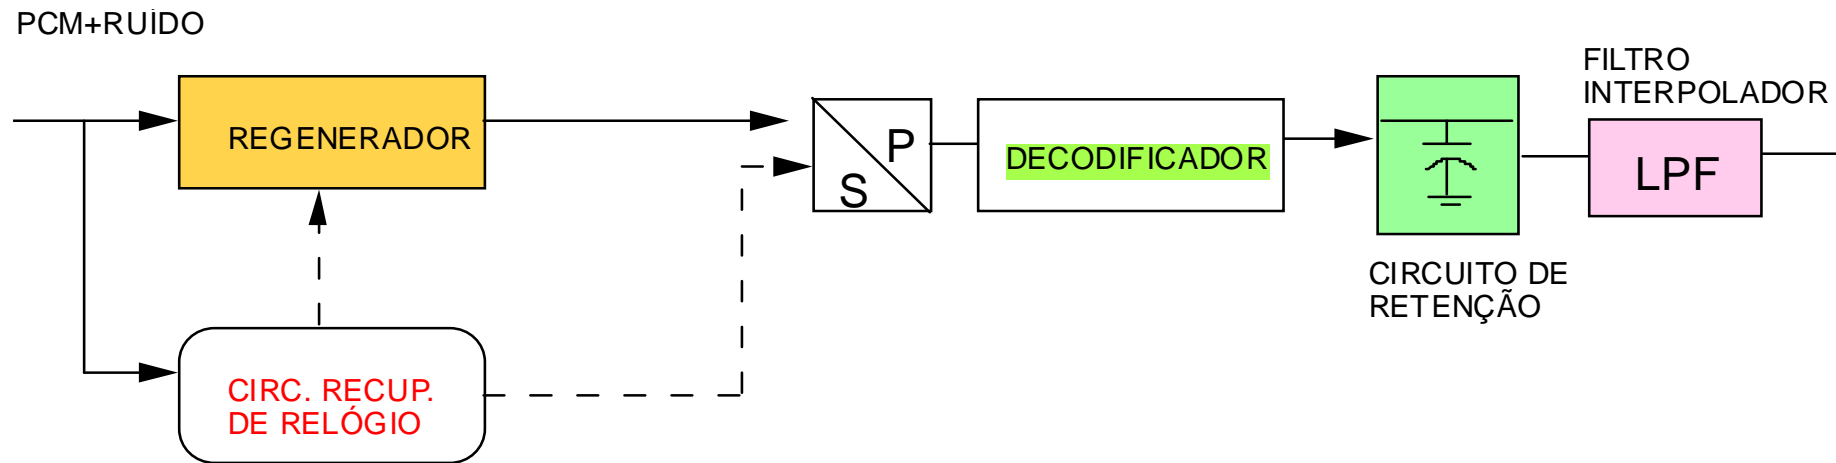 PCM+RUÍDO
REGENERADOR
CIRC. RECUP.
DE RELÓGIO
P
S
DECODIFICADOR
CIRCUITO DE
RETENÇÃO
FILTRO
INTERPOLADOR
LPF